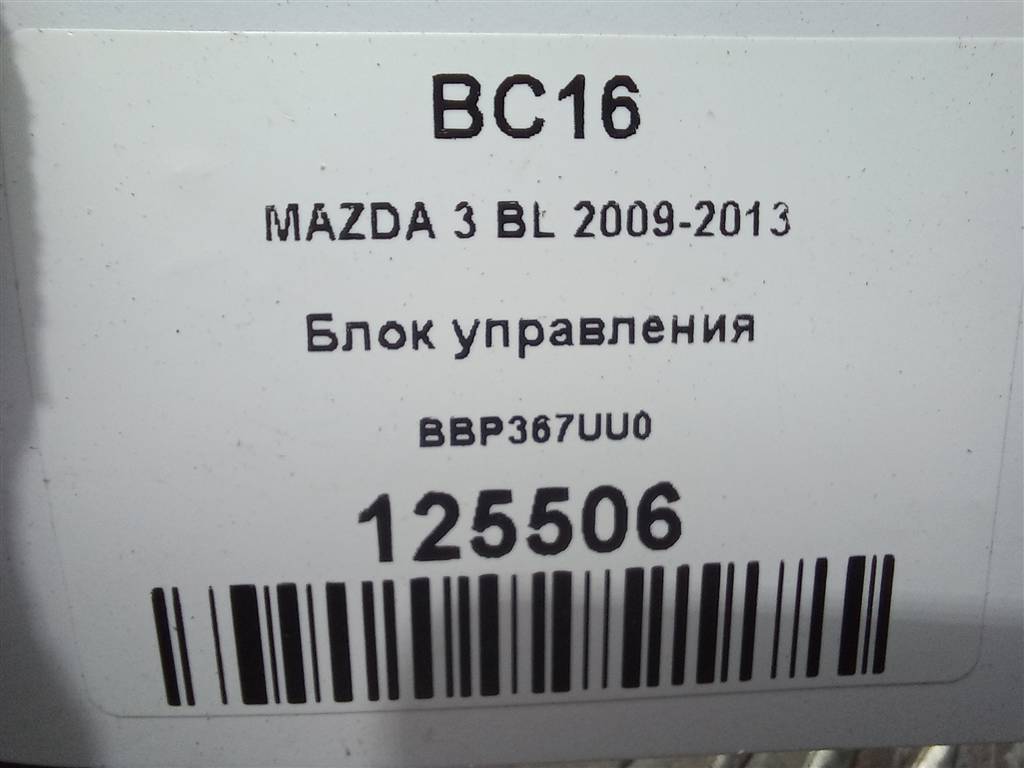 BC16
MAZDA 3 BL 2009-2013
Блок управления
BBP367UU0
125506